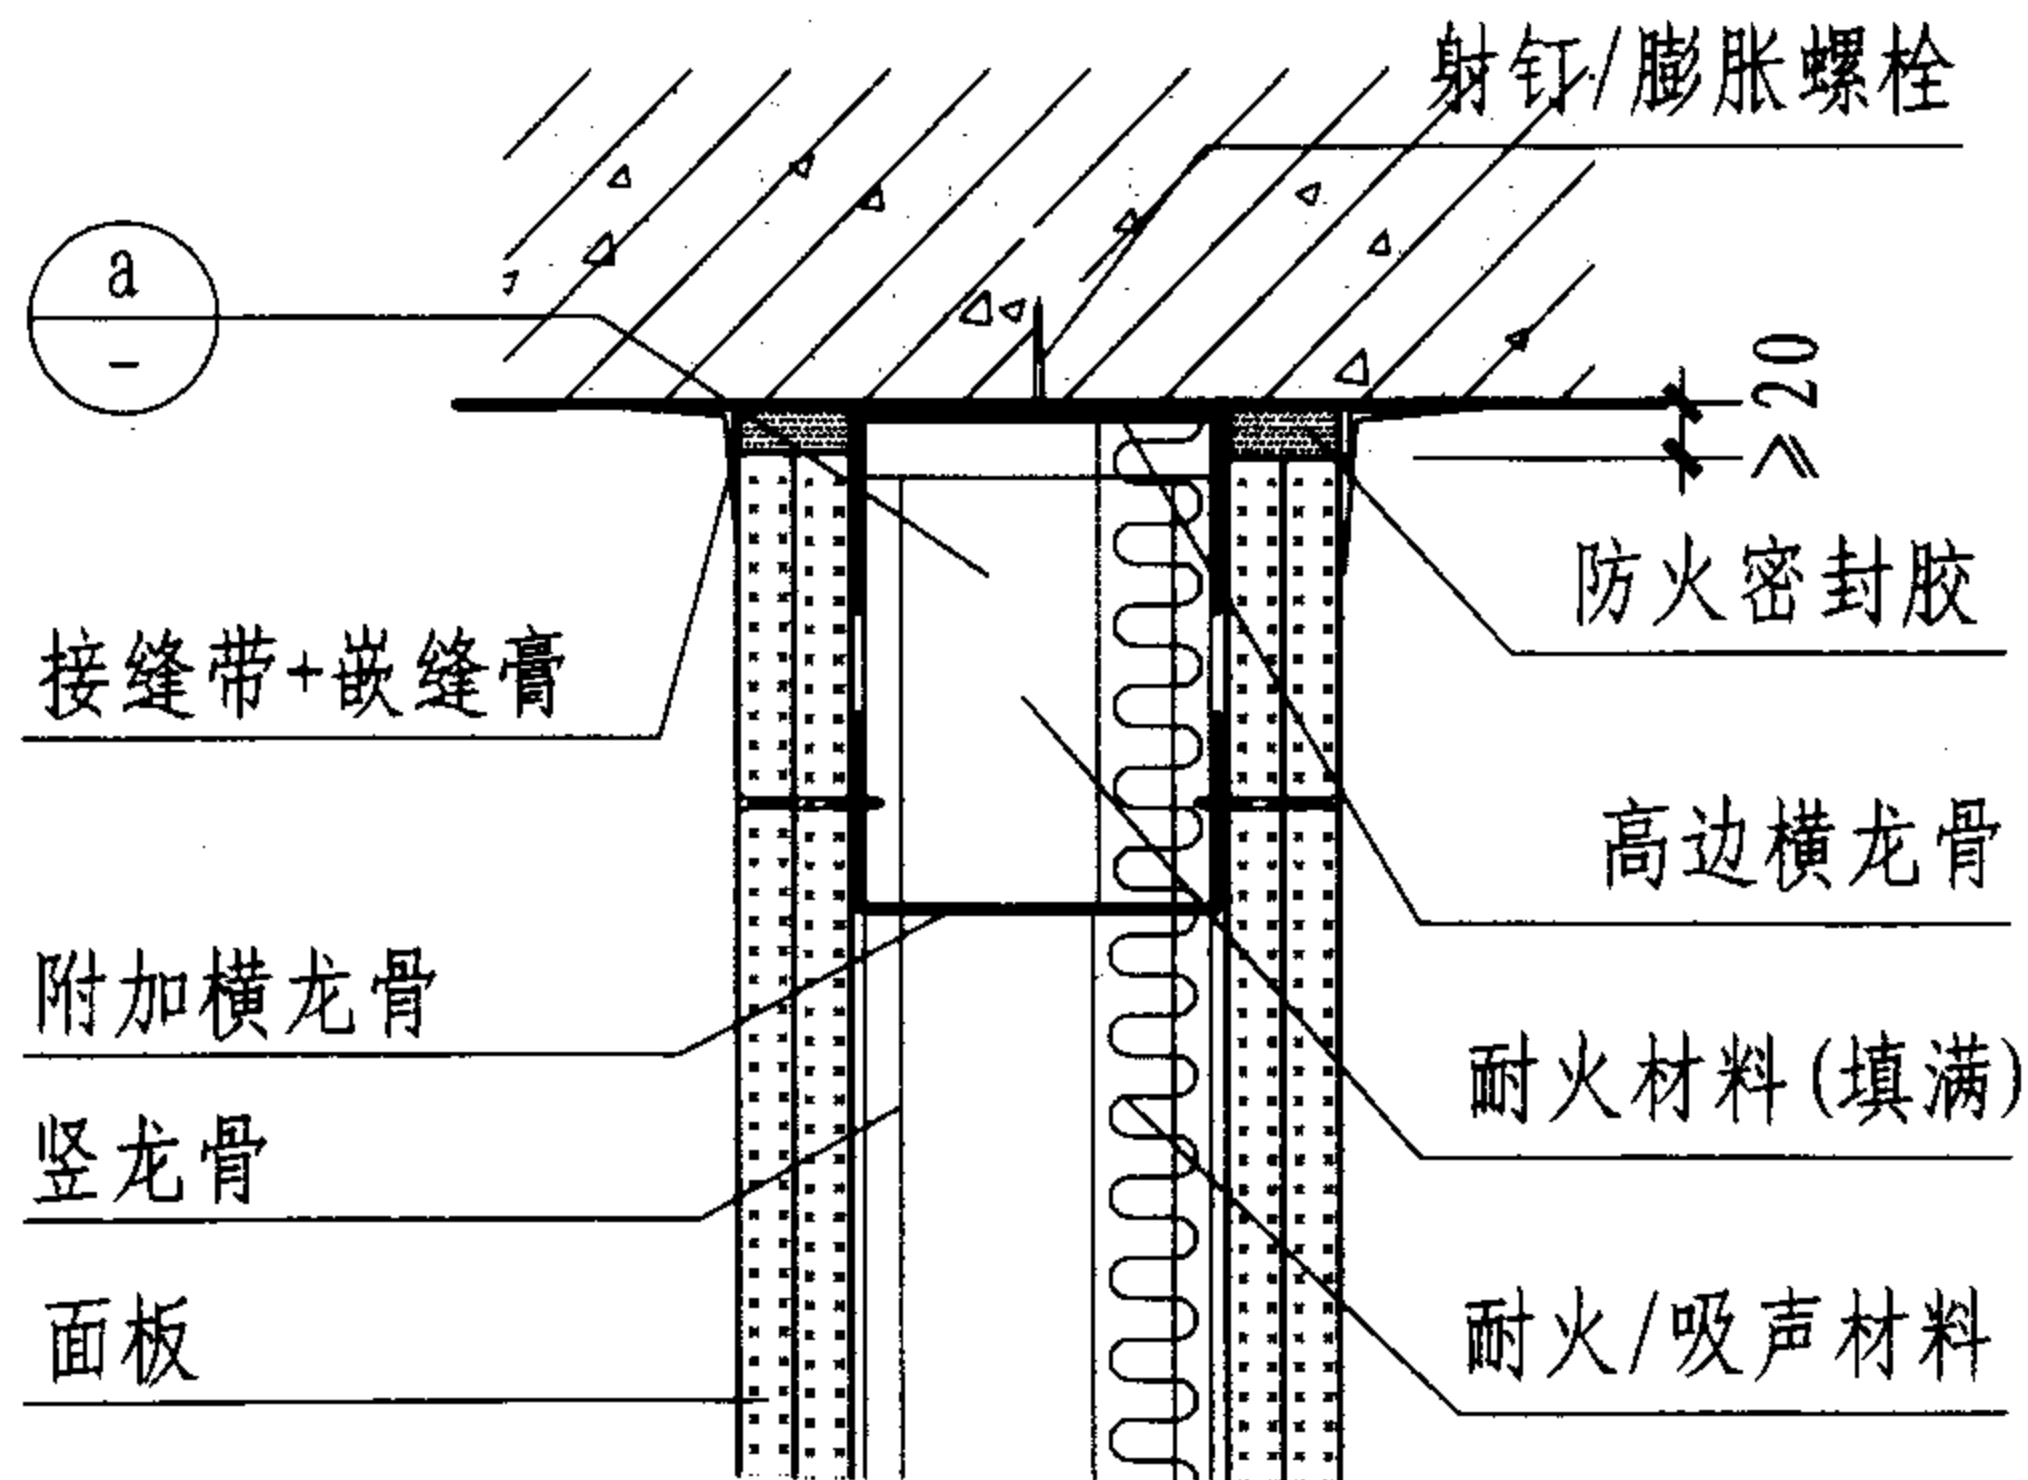 射钉/膨胀螺栓
a
-
≥20
防火密封胶
接缝带+嵌缝膏
高边横龙骨
附加横龙骨
耐火材料(填满)
竖龙骨
面板
耐火/吸声材料